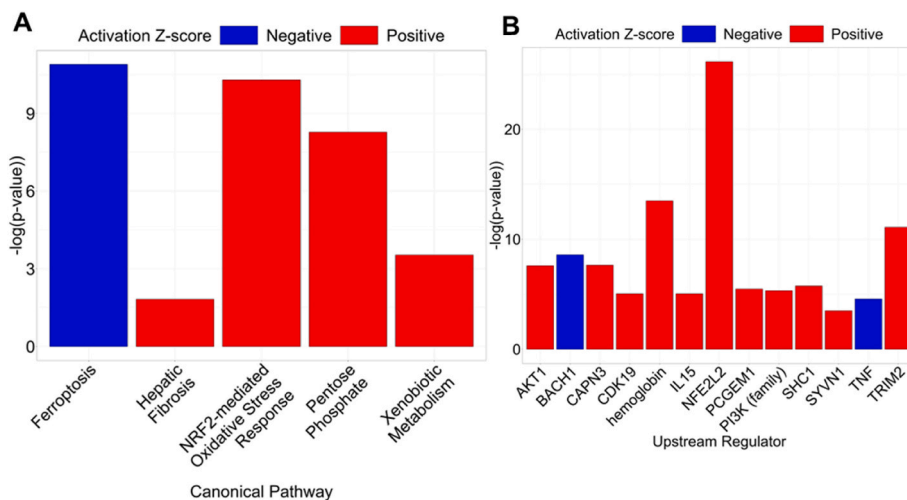 A
Activation Z-score Negative Positive
-log(p-value))
9
6
3
0
Ferroptosis
Hepatic
Fibrosis
NRF2-mediated
Oxidative Stress
Response
Pentose
Phosphate
Xenobiotic
Metabolism
Canonical Pathway
B
Activation Z-score Negative Positive
-log(p-value))
20
10
0
AKT1
BACH1
CAPN3
CDK19
hemoglobin
IL15
NFE2L2
PCGEM1
PI3K (family)
SHC1
SYVN1
TNF
TRIM2
Upstream Regulator